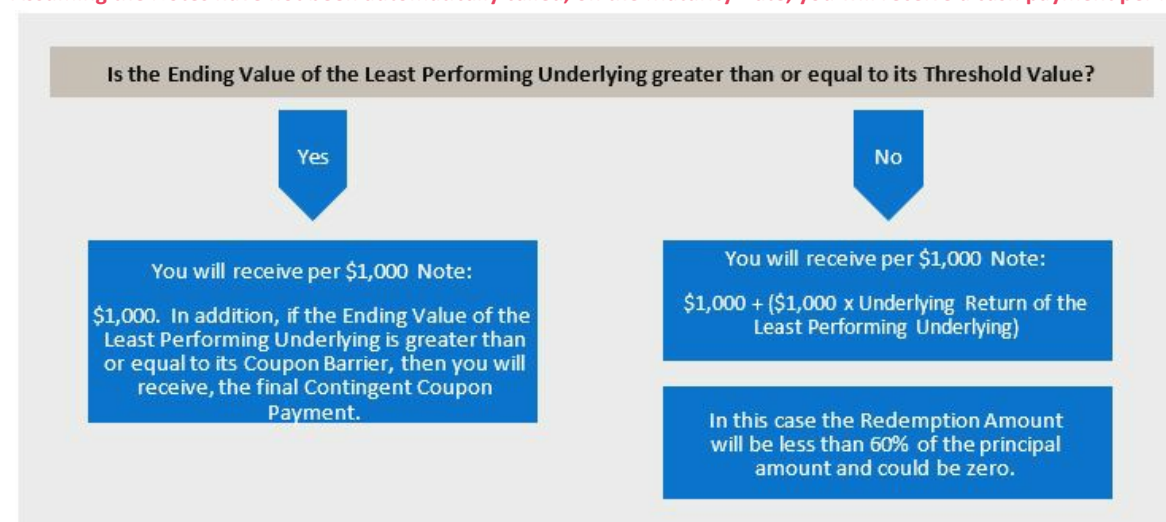 Is the Ending Value of the Least Performing Underlying greater than or equal to its Threshold Value?
Yes
No
You will receive per $1,000 Note:
$1,000. In addition, if the Ending Value of the
Least Performing Underlying is greater than
or equal to its Coupon Barrier, then you will
receive, the final Contingent Coupon
Payment.
You will receive per $1,000 Note:
$1,000 + ($1,000 x Underlying Return of the
Least Performing Underlying)
In this case the Redemption Amount
will be less than 60% of the principal
amount and could be zero.